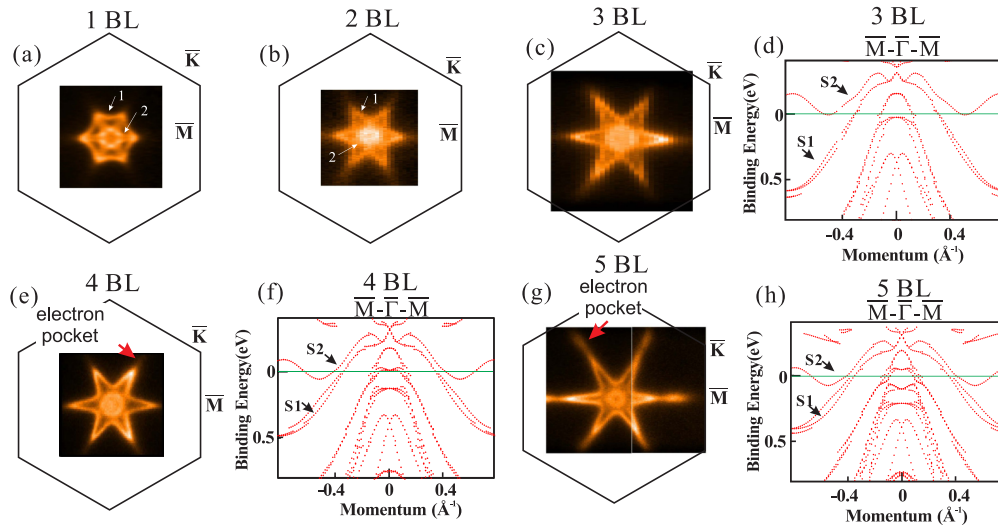 1 BL
2 BL
3 BL
3 BL
(a)
K̅
M̅
1
2
(b)
K̅
M̅
1
2
(c)
K̅
M̅
(d)
M̅-Γ̅-M̅
Binding Energy(eV)
0
0.5
S2
S1
-0.4
0
0.4
Momentum (Å⁻¹)
4 BL
(e)
electron
pocket
K̅
M̅
4 BL
(f)
M̅-Γ̅-M̅
Binding Energy(eV)
0
0.5
S2
S1
-0.4
0
0.4
Momentum (Å⁻¹)
5 BL
(g)
electron
pocket
K̅
M̅
5 BL
(h)
M̅-Γ̅-M̅
Binding Energy(eV)
0
0.5
S2
S1
-0.4
0
0.4
Momentum (Å⁻¹)